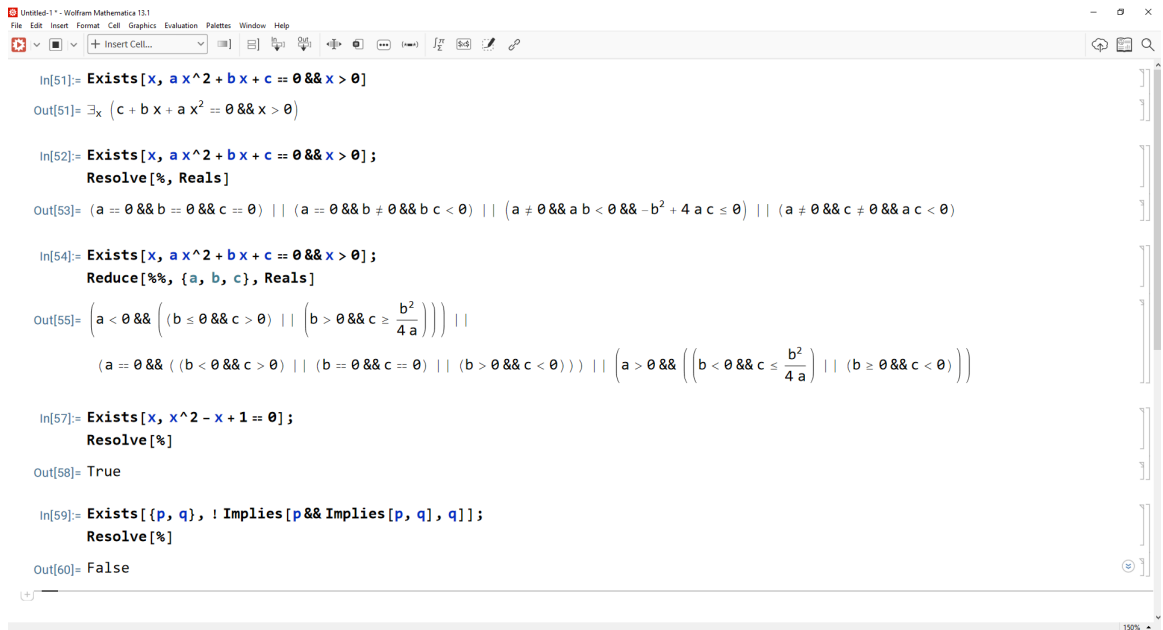 Untitled-1 * - Wolfram Mathematica 13.1
File Edit Insert Format Cell Graphics Evaluation Palettes Window Help
Insert Cell...
In[51]:= Exists[x, a x^2 + b x + c == 0 && x > 0]
Out[51]= ∃ₓ (c + b x + a x² == 0 && x > 0)
In[52]:= Exists[x, a x^2 + b x + c == 0 && x > 0];
Resolve[%, Reals]
Out[53]= (a == 0 && b == 0 && c == 0) || (a == 0 && b ≠ 0 && b c < 0) || (a ≠ 0 && a b < 0 && -b² + 4 a c ≤ 0) || (a ≠ 0 && c ≠ 0 && a c < 0)
In[54]:= Exists[x, a x^2 + b x + c == 0 && x > 0];
Reduce[%%, {a, b, c}, Reals]
Out[55]= (a < 0 && ((b ≤ 0 && c > 0) || (b > 0 && c ≥ b²/4 a))) ||
(a == 0 && ((b < 0 && c > 0) || (b == 0 && c == 0) || (b > 0 && c < 0))) || (a > 0 && ((b < 0 && c ≤ b²/4 a) || (b ≥ 0 && c < 0)))
In[57]:= Exists[x, x^2 - x + 1 == 0];
Resolve[%]
Out[58]= True
In[59]:= Exists[{p, q}, ! Implies[p && Implies[p, q], q]];
Resolve[%]
Out[60]= False
150%